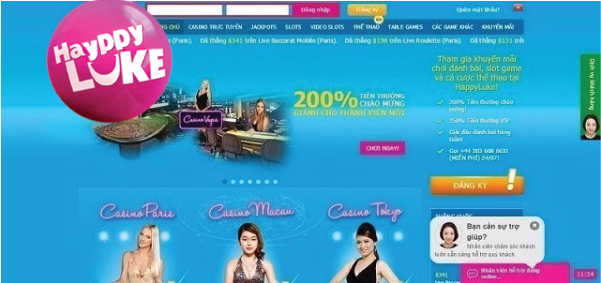 Hayppy
LUKE
Đăng ký
Quên mật khẩu?
CHỦ CASINO TRỰC TUYẾN JACKPOTS SLOTS VIDEO SLOTS THỂ THAO TABLE GAMES CÁC GAME KHÁC KHUYẾN MÃI
(Paris). Đã thắng $341 trên Live Baccarat Mobile (Paris). Đã thắng $198 trên Live Roulette (Paris). Đã thắng $131 trên
Tham gia khuyến mãi
chơi đánh bài, slot game
và cá cược thể thao tại
HappyLuke!
200% Tiền thưởng chào
mừng!
250% Tiền thưởng VIP
Giải đấu đánh bài hàng
tuần!
Gọi +44 203 608 6632
(MIỄN PHÍ) 24/07!
ĐĂNG KÝ
Dịch vụ khách hàng
200% TIỀN THƯỞNG
CHÀO MỪNG
DÀNH CHO THÀNH VIÊN MỚI
Casino Vegas
CHƠI NGAY!
Casino Paris
Casino Macau
Casino Tokyo
Bạn cần sự trợ
giúp?
Nhân viên chăm sóc khách
luôn sẵn sàng hỗ trợ quý khách
$341
Nhân viên hỗ trợ đang
online...
11:34